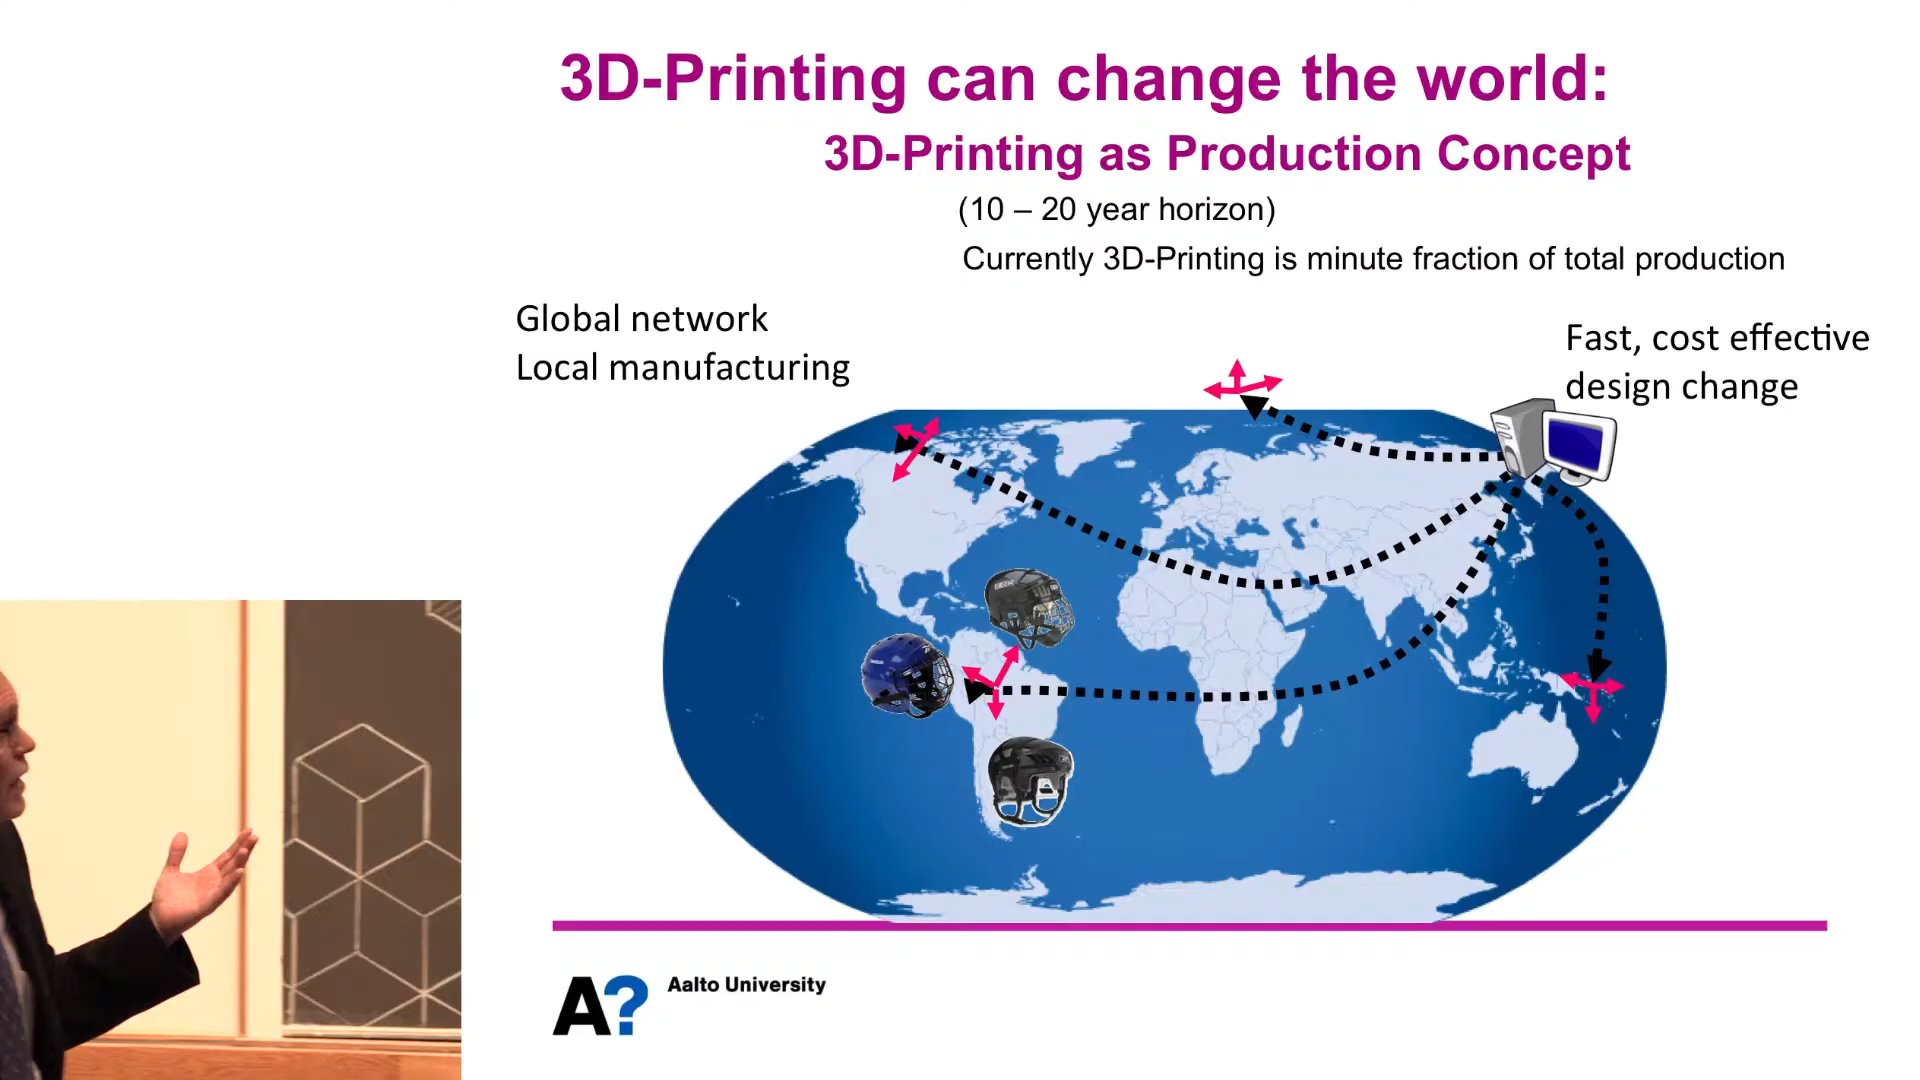 3D-Printing can change the world:
3D-Printing as Production Concept
(10 – 20 year horizon)
Currently 3D-Printing is minute fraction of total production
Global network
Local manufacturing
Fast, cost effective
design change
A?
Aalto University